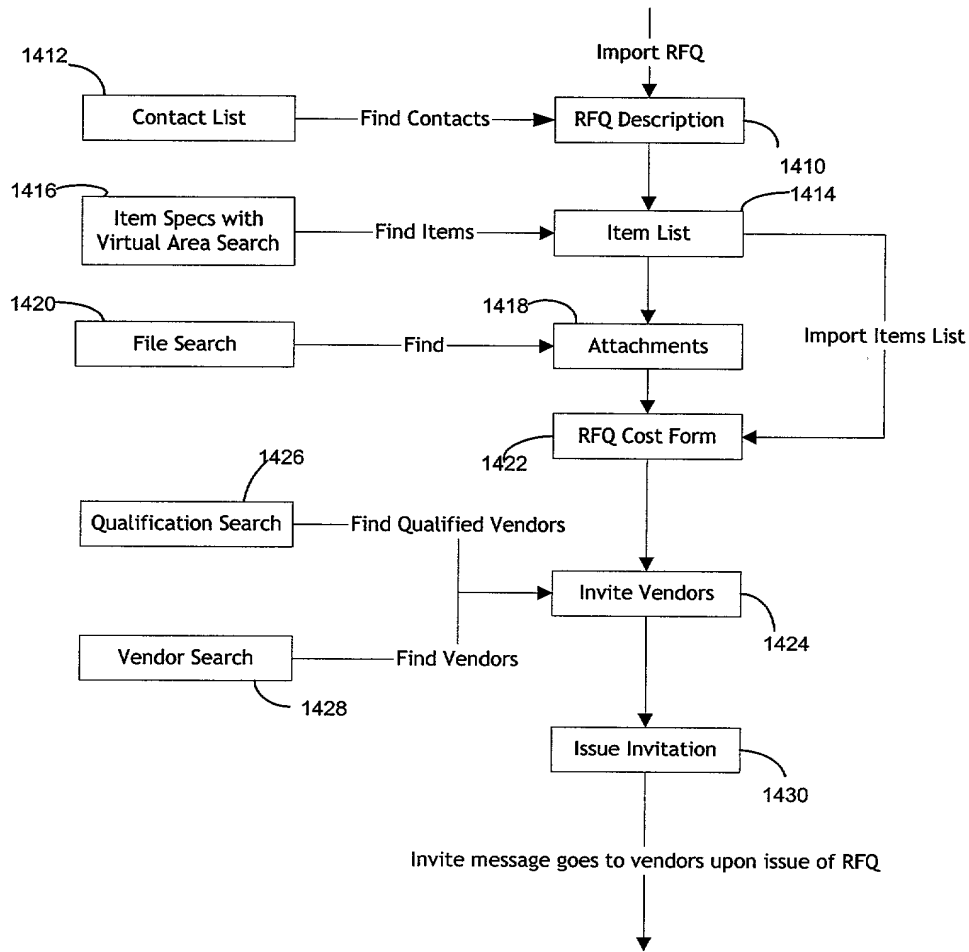 Import RFQ
1412
Contact List
Find Contacts
RFQ Description
1410
1416
Item Specs with
Virtual Area Search
Find Items
Item List
1414
1420
File Search
Find
1418
Attachments
Import Items List
RFQ Cost Form
1422
1426
Qualification Search
Find Qualified Vendors
Invite Vendors
1424
Vendor Search
Find Vendors
1428
Issue Invitation
1430
Invite message goes to vendors upon issue of RFQ